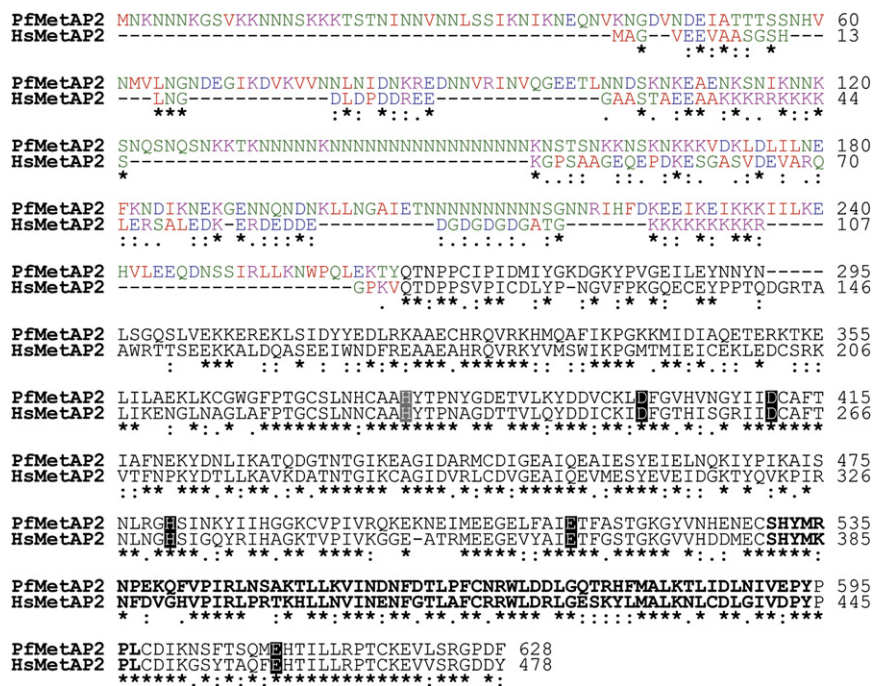 PfMetAP2 MNKNNNKGSVKKNNNSKKKTSTNINNVNNLSSIKNIKNEQNVKNGDVNDEIATTTSSNHV 60
HsMetAP2 -------------------------------------------MAG---VEEVAASGSH-- 13
PfMetAP2 NMVLNGNDEGIKDVKVVNNLNIDNKREDNNVRINVQGEETLNNDSKNKEAENKSNIKNNK 120
HsMetAP2 ---LNG-------------DLDPDDREE----------------GAASTAEEAAKKKRRKKKK 44
PfMetAP2 SNQSNQSNKKTKNNNNNKNNNNNNNNNNNNNNNNNNNNKNSTSNKKNSKNKKKVDKLDLILNE 180
HsMetAP2 S--------------------------------------KGPSAAGEQEPDKESGASVDEVARQ 70
PfMetAP2 FKNDIKNEKGENNQNDNKLLNGAIETNNNNNNNNNNSGNNRIHFDKEEIKEIKKKIILKE 240
HsMetAP2 LERSALEDK-ERDEDDE------------DGDGDGDGATG--------KKKKKKKKKR----- 107
PfMetAP2 HVLEEQDNSSIRLLKNWPQLEKTYQTNPPCIPIDMIYGKDGKYPVGEILEYNNYN----- 295
HsMetAP2 --------------------GPKVQTDPPSVPICDLYP-NGVFPKGQECEYPPTQDGRTA 146
PfMetAP2 LSGQSLVEKKEREKLSIDYYEDLRKAAECHRQVRKHMQAFIKPGKKMIDIAQETERKTKE 355
HsMetAP2 AWRTTSEEKKALDQASEEIWNDFREAAEAHRQVRKYVMSWIKPGMTMIEICEKLEDCSRK 206
PfMetAP2 LILAEKLKCGWGFPTGCSLNHCAAHYTPNYGDETVLKYDDVCKLDFGVHVNGYIIDCAFT 415
HsMetAP2 LIKENGLNAGLAFPTGCSLNNCAAHYTPNAGDTTVLQYDDICKIDFGTHISGRIIDCAFT 266
PfMetAP2 IAFNEKYDNLIKATQDGTNTGIKEAGIDARMCDIGEAIQEAIESYEIELNQKIYPIKAIS 475
HsMetAP2 VTFNPKYDTLLKAVKDATNTGIKCAGIDVRLCDVGEAIQEVMESYEVEIDGKTYQVKPIR 326
PfMetAP2 NLRGHSINKYIIHGGKCVPIVRQKEKNEIMEEGELFAIETFASTGKGYVNHENECSHYMR 535
HsMetAP2 NLNGHSIGQYRIHAGKTVPIVKGGE-ATRMEEGEVYAIETFGSTGKGVVHDDMECSHYMK 385
PfMetAP2 NPEKQFVPIRLNSAKTLLKVINDNFDTLPFCNRWLDDLGQTRHFMALKTLIDLNIVEPYP 595
HsMetAP2 NFDVGHVPIRLPRTKHLLNVINENFGTLAFCRRWLDRLGESKYLMALKNLCDLGIVDPYP 445
PfMetAP2 PLCDIKNSFTSQMEHTILLRPTCKEVLSRGPDF 628
HsMetAP2 PLCDIKGSYTAQFEHTILLRPTCKEVVSRGDDY 478